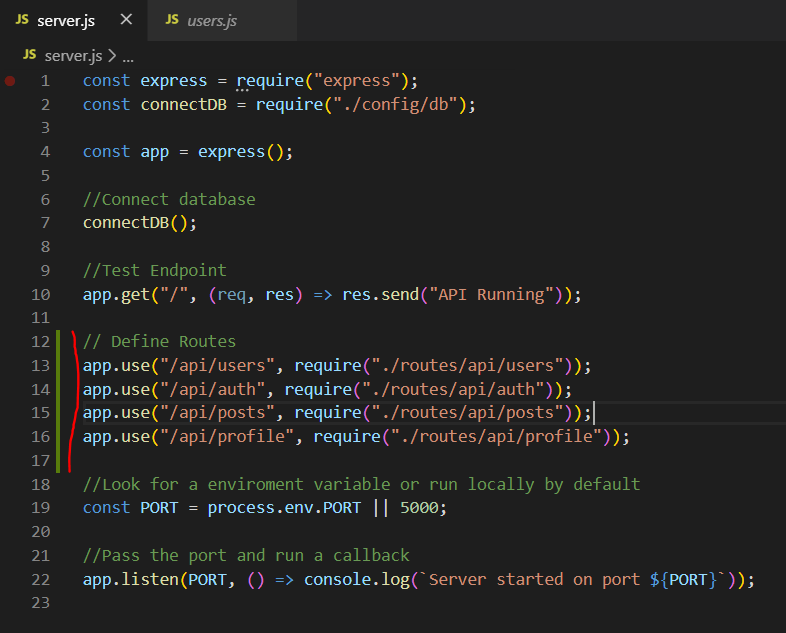 JS server.js × JS users.js
JS server.js > ...
1 const express = require("express");
2 const connectDB = require("./config/db");
3
4 const app = express();
5
6 //Connect database
7 connectDB();
8
9 //Test Endpoint
10 app.get("/", (req, res) => res.send("API Running"));
11
12 // Define Routes
13 app.use("/api/users", require("./routes/api/users"));
14 app.use("/api/auth", require("./routes/api/auth"));
15 app.use("/api/posts", require("./routes/api/posts"));
16 app.use("/api/profile", require("./routes/api/profile"));
17
18 //Look for a enviroment variable or run locally by default
19 const PORT = process.env.PORT || 5000;
20
21 //Pass the port and run a callback
22 app.listen(PORT, () => console.log(`Server started on port ${PORT}`));
23